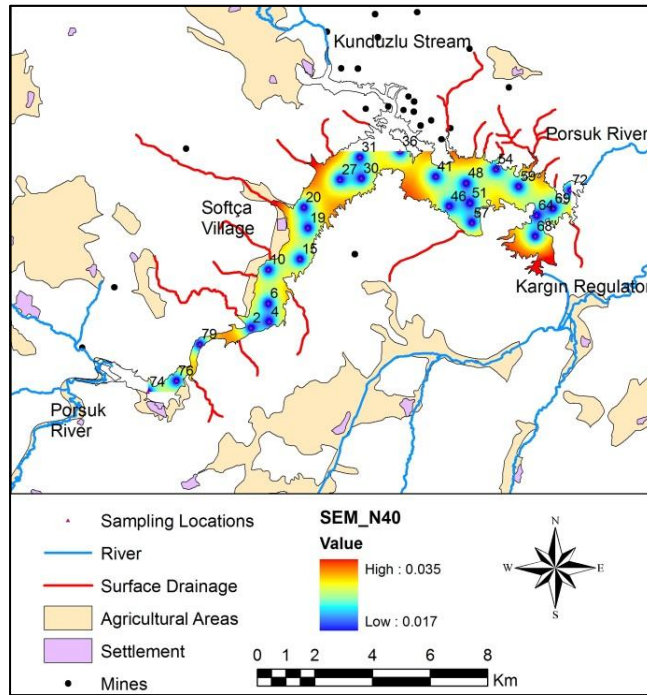 Kunduzlu Stream
Porsuk River
31
36
27
30
41
48
54
59
72
20
46
51
69
64
57
68
Softça
Village
19
15
10
Kargın Regulator
6
2
4
79
74
76
Porsuk
River
Sampling Locations
River
Surface Drainage
Agricultural Areas
Settlement
Mines
SEM_N40
Value
High : 0.035
Low : 0.017
N
W
E
S
0 1 2 4 6 8
Km